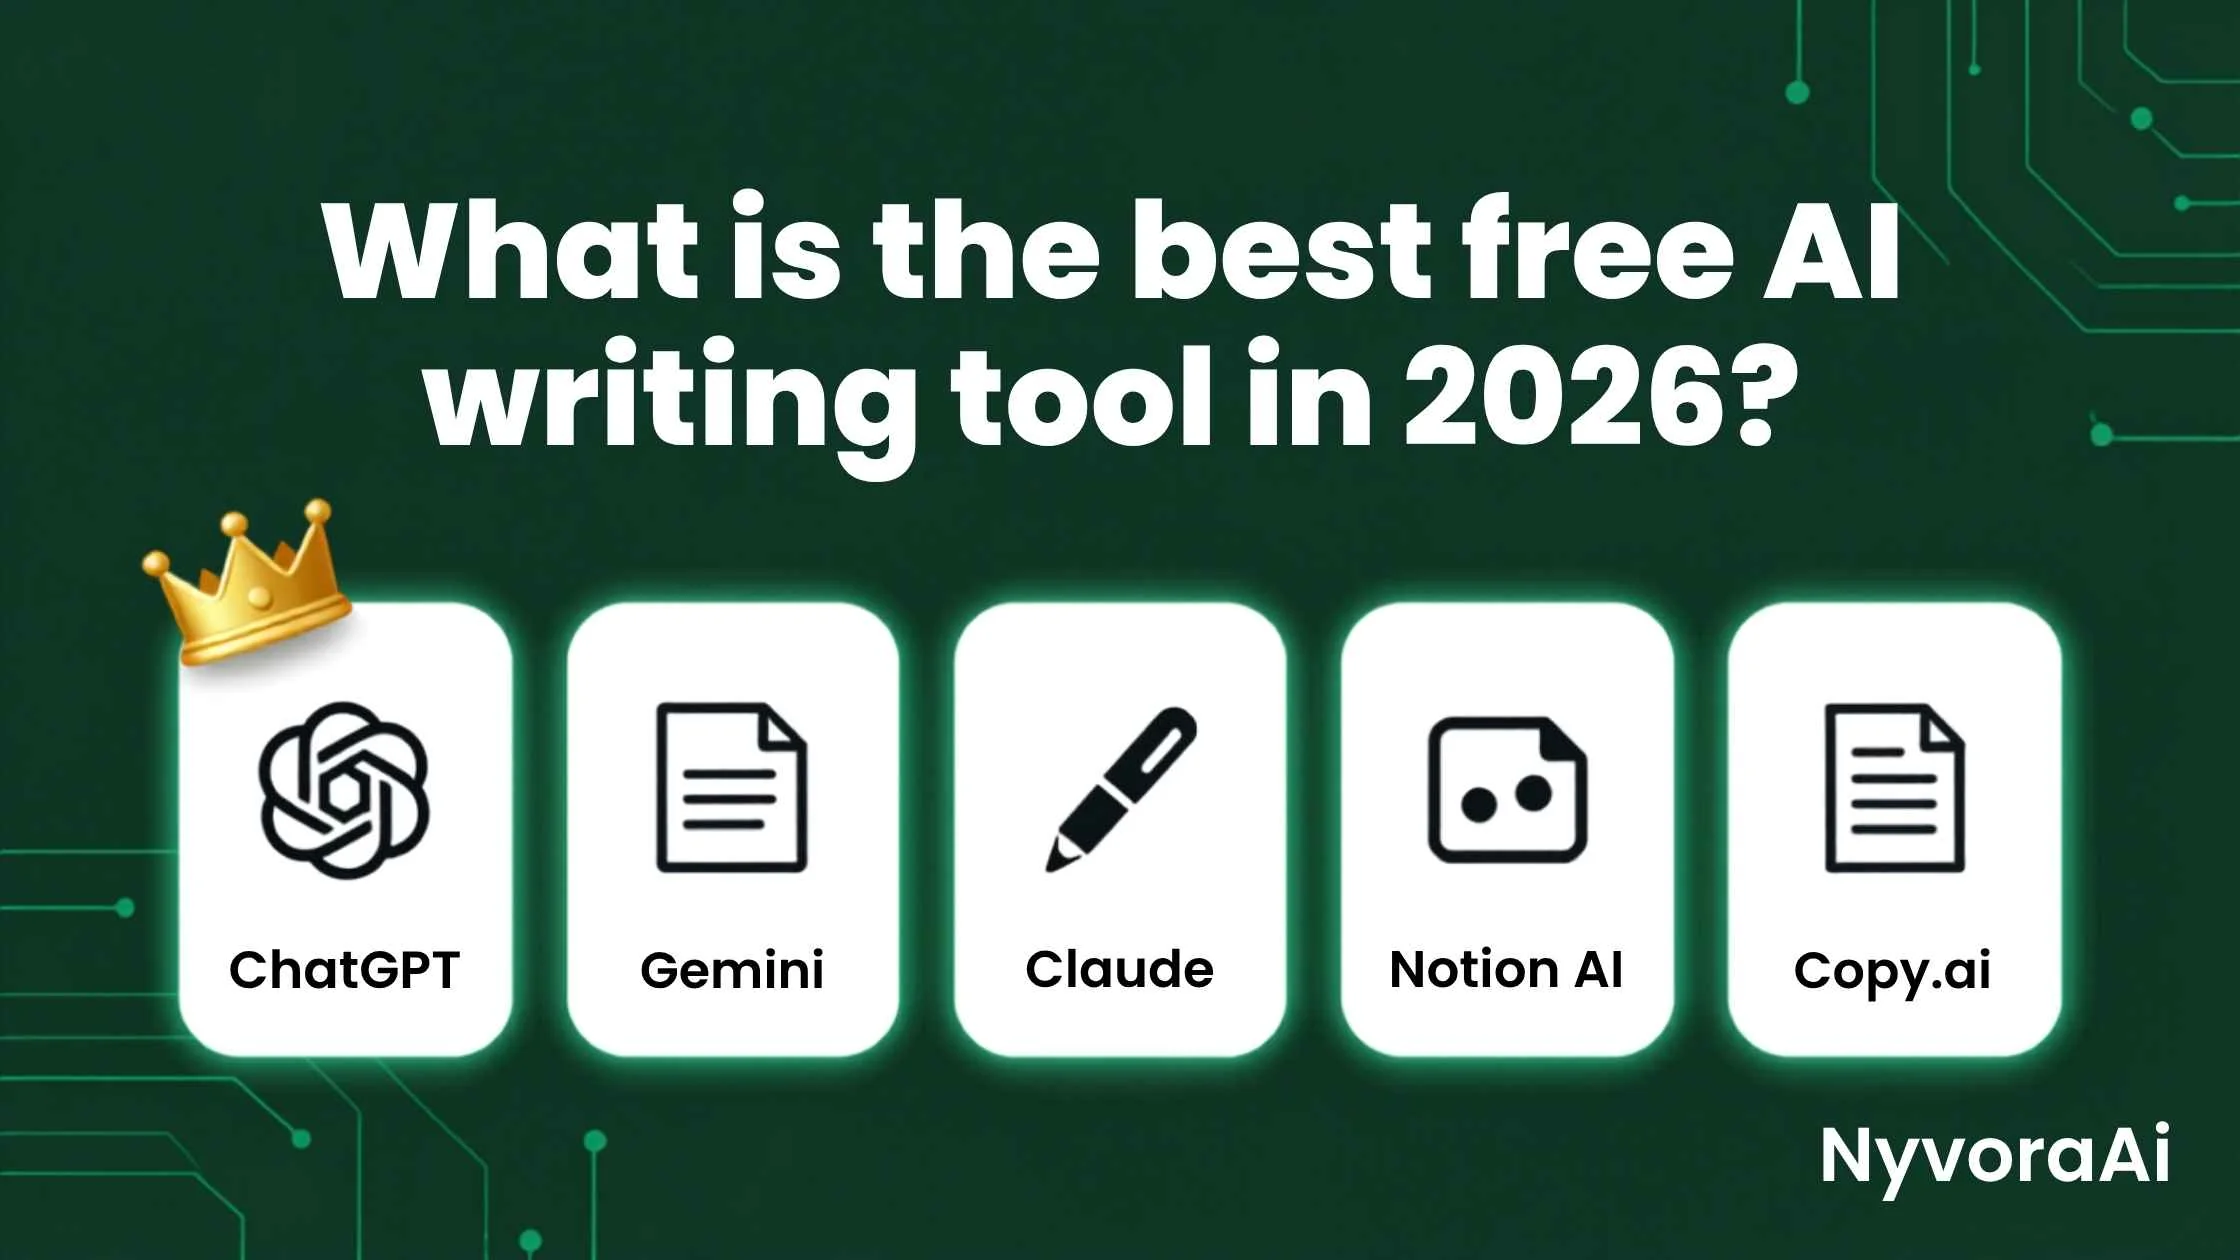 What is the best free AI
writing tool in 2026?
ChatGPT
Gemini
Claude
Notion AI
Copy.ai
NyvoraAi